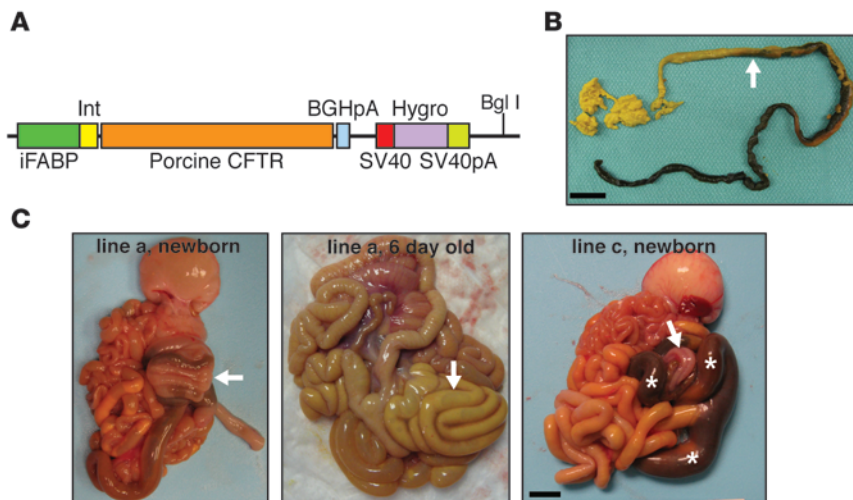 A
Int
BGHpA
Hygro
Bgl I
iFABP
Porcine CFTR
SV40
SV40pA
B
C
line a, newborn
line a, 6 day old
line c, newborn
*
*
*